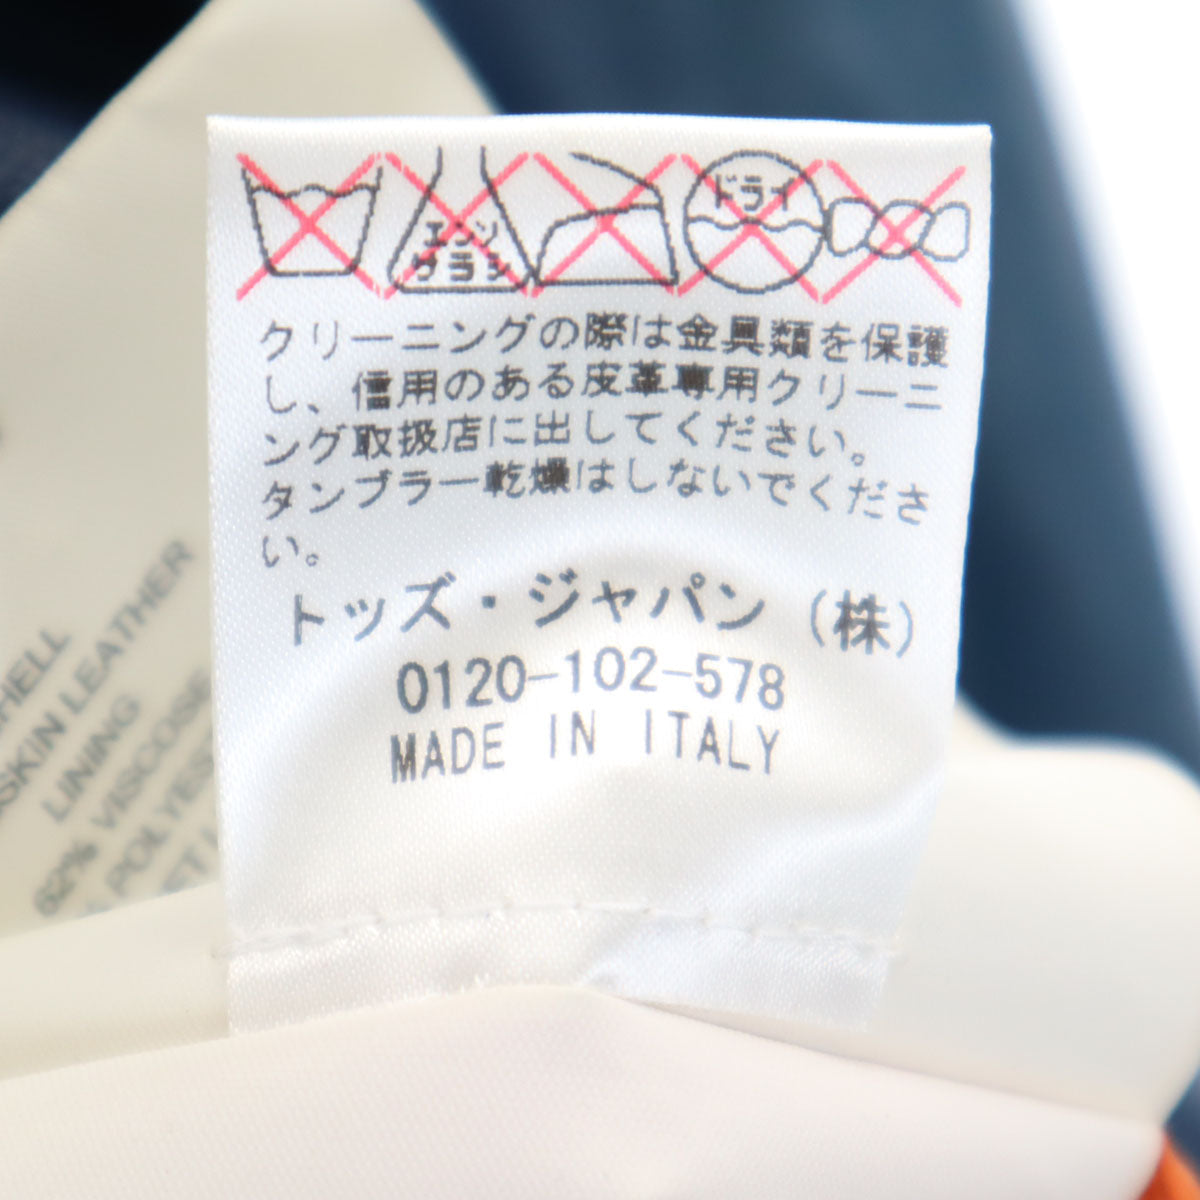 エンソ
サラシ
ドライ
クリーニングの際は金具類を保護
し、信用のある皮革専用クリーニ
ング取扱店に出してください。
タンブラー乾燥はしないでくださ
い。
トッズ・ジャパン（株）
0120-102-578
MADE IN ITALY
LEATHER
LINING
62% VISCOSE